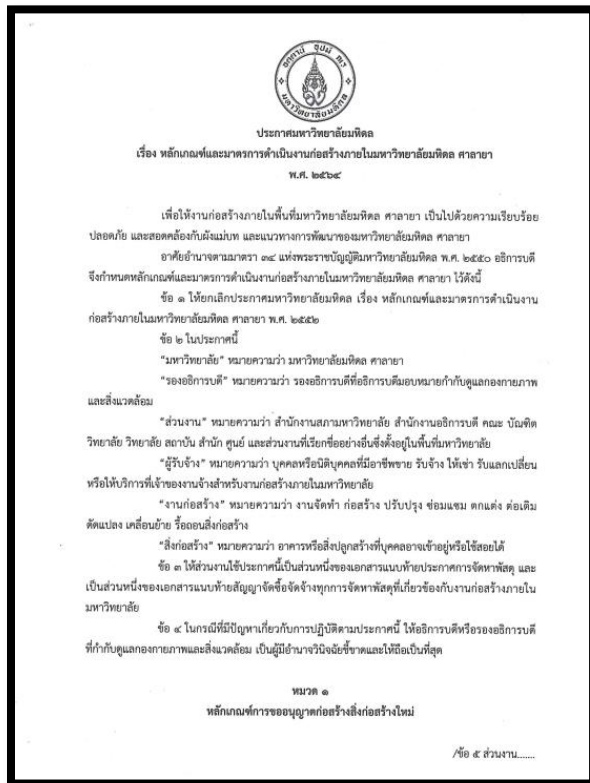 อตฺตานํ อุปมํ กเร
มหาวิทยาลัยมหิดล
ประกาศมหาวิทยาลัยมหิดล
เรื่อง หลักเกณฑ์และมาตรการดำเนินงานก่อสร้างภายในมหาวิทยาลัยมหิดล ศาลายา
พ.ศ. ๒๕๖๔
เพื่อให้งานก่อสร้างภายในพื้นที่มหาวิทยาลัยมหิดล ศาลายา เป็นไปด้วยความเรียบร้อย
ปลอดภัย และสอดคล้องกับผังแม่บท และแนวทางการพัฒนาของมหาวิทยาลัยมหิดล ศาลายา
อาศัยอำนาจตามมาตรา ๓๔ แห่งพระราชบัญญัติมหาวิทยาลัยมหิดล พ.ศ. ๒๕๕๐ อธิการบดี
จึงกำหนดหลักเกณฑ์และมาตรการดำเนินงานก่อสร้างภายในมหาวิทยาลัยมหิดล ศาลายา ไว้ดังนี้
ข้อ ๑ ให้ยกเลิกประกาศมหาวิทยาลัยมหิดล เรื่อง หลักเกณฑ์และมาตรการดำเนินงาน
ก่อสร้างภายในมหาวิทยาลัยมหิดล ศาลายา พ.ศ. ๒๕๕๒
ข้อ ๒ ในประกาศนี้
"มหาวิทยาลัย" หมายความว่า มหาวิทยาลัยมหิดล ศาลายา
"รองอธิการบดี" หมายความว่า รองอธิการบดีที่อธิการบดีมอบหมายกำกับดูแลกองกายภาพ
และสิ่งแวดล้อม
"ส่วนงาน" หมายความว่า สำนักงานสภามหาวิทยาลัย สำนักงานอธิการบดี คณะ บัณฑิต
วิทยาลัย วิทยาลัย สถาบัน สำนัก ศูนย์ และส่วนงานที่เรียกชื่ออย่างอื่นซึ่งตั้งอยู่ในพื้นที่มหาวิทยาลัย
"ผู้รับจ้าง" หมายความว่า บุคคลหรือนิติบุคคลที่มีอาชีพขาย รับจ้าง ให้เช่า รับแลกเปลี่ยน
หรือให้บริการที่เจ้าของงานจ้างสำหรับงานก่อสร้างภายในมหาวิทยาลัย
"งานก่อสร้าง" หมายความว่า งานจัดทำ ก่อสร้าง ปรับปรุง ซ่อมแซม ตกแต่ง ต่อเติม
ดัดแปลง เคลื่อนย้าย รื้อถอนสิ่งก่อสร้าง
"สิ่งก่อสร้าง" หมายความว่า อาคารหรือสิ่งปลูกสร้างที่บุคคลอาจเข้าอยู่หรือใช้สอยได้
ข้อ ๓ ให้ส่วนงานใช้ประกาศนี้เป็นส่วนหนึ่งของเอกสารแนบท้ายประกาศการจัดหาพัสดุ และ
เป็นส่วนหนึ่งของเอกสารแนบท้ายสัญญาจัดซื้อจัดจ้างทุกการจัดหาพัสดุที่เกี่ยวข้องกับงานก่อสร้างภายใน
มหาวิทยาลัย
ข้อ ๔ ในกรณีที่มีปัญหาเกี่ยวกับการปฏิบัติตามประกาศนี้ ให้อธิการบดีหรือรองอธิการบดี
ที่กำกับดูแลกองกายภาพและสิ่งแวดล้อม เป็นผู้มีอำนาจวินิจฉัยชี้ขาดและให้ถือเป็นที่สุด
หมวด ๑
หลักเกณฑ์การขออนุญาตก่อสร้างสิ่งก่อสร้างใหม่
/ข้อ ๕ ส่วนงาน.......